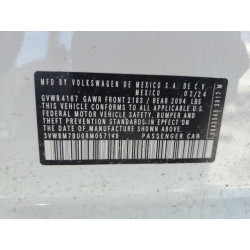 MFD. BY VOLKSWAGEN DE MEXICO S.A. DE C.V.
MEXICO 02/24
GVWR 4167 GAWR FRONT 2183 / REAR 2094 LBS
THIS VEHICLE CONFORMS TO ALL APPLICABLE
FEDERAL MOTOR VEHICLE SAFETY, BUMPER AND
THEFT PREVENTION STANDARDS IN EFFECT ON THE
DATE OF MANUFACTURE SHOWN ABOVE.
3VWBM7BU0RM057149 PASSENGER CAR